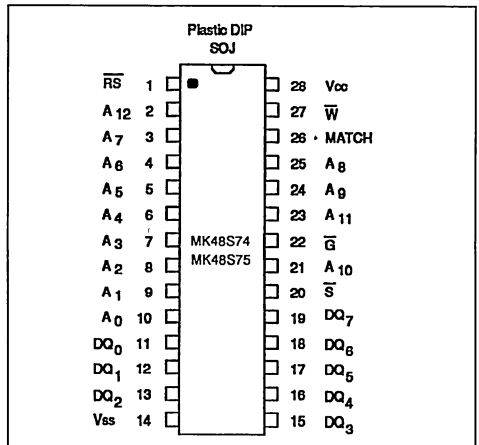 Plastic DIP
SOJ
R̅S̅ 1 28 Vcc
A12 2 27 W̅
A7 3 26 · MATCH
A6 4 25 A8
A5 5 24 A9
A4 6 23 A11
A3 7 MK48S74 22 G̅
A2 8 MK48S75 21 A10
A1 9 20 S̅
A0 10 19 DQ7
DQ0 11 18 DQ6
DQ1 12 17 DQ5
DQ2 13 16 DQ4
Vss 14 15 DQ3